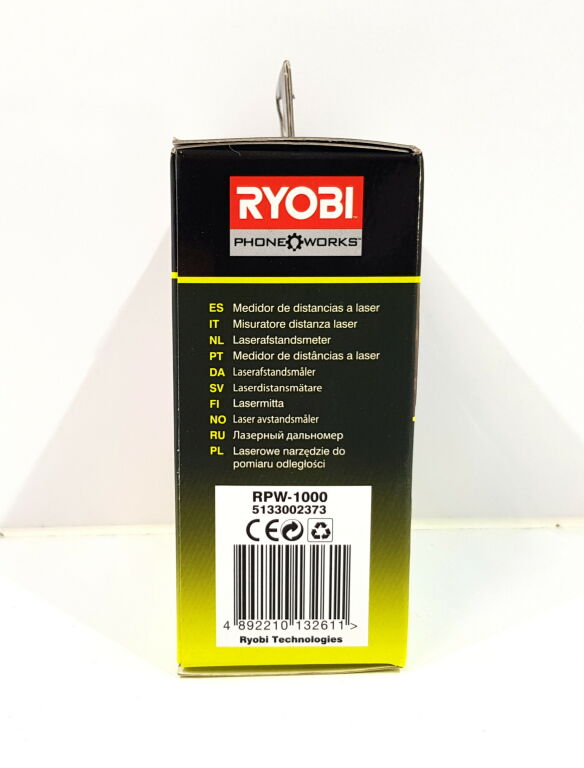 RYOBI
PHONE WORKS™
ES Medidor de distancias a laser
IT Misuratore distanza laser
NL Laserafstandsmeter
PT Medidor de distâncias a laser
DA Laserafstandsmåler
SV Laserdistansmätare
FI Lasermitta
NO Laser avstandsmåler
RU Лазерный дальномер
PL Laserowe narzędzie do
pomiaru odległości
RPW-1000
5133002373
CE
4 892210 132611 >
Ryobi Technologies